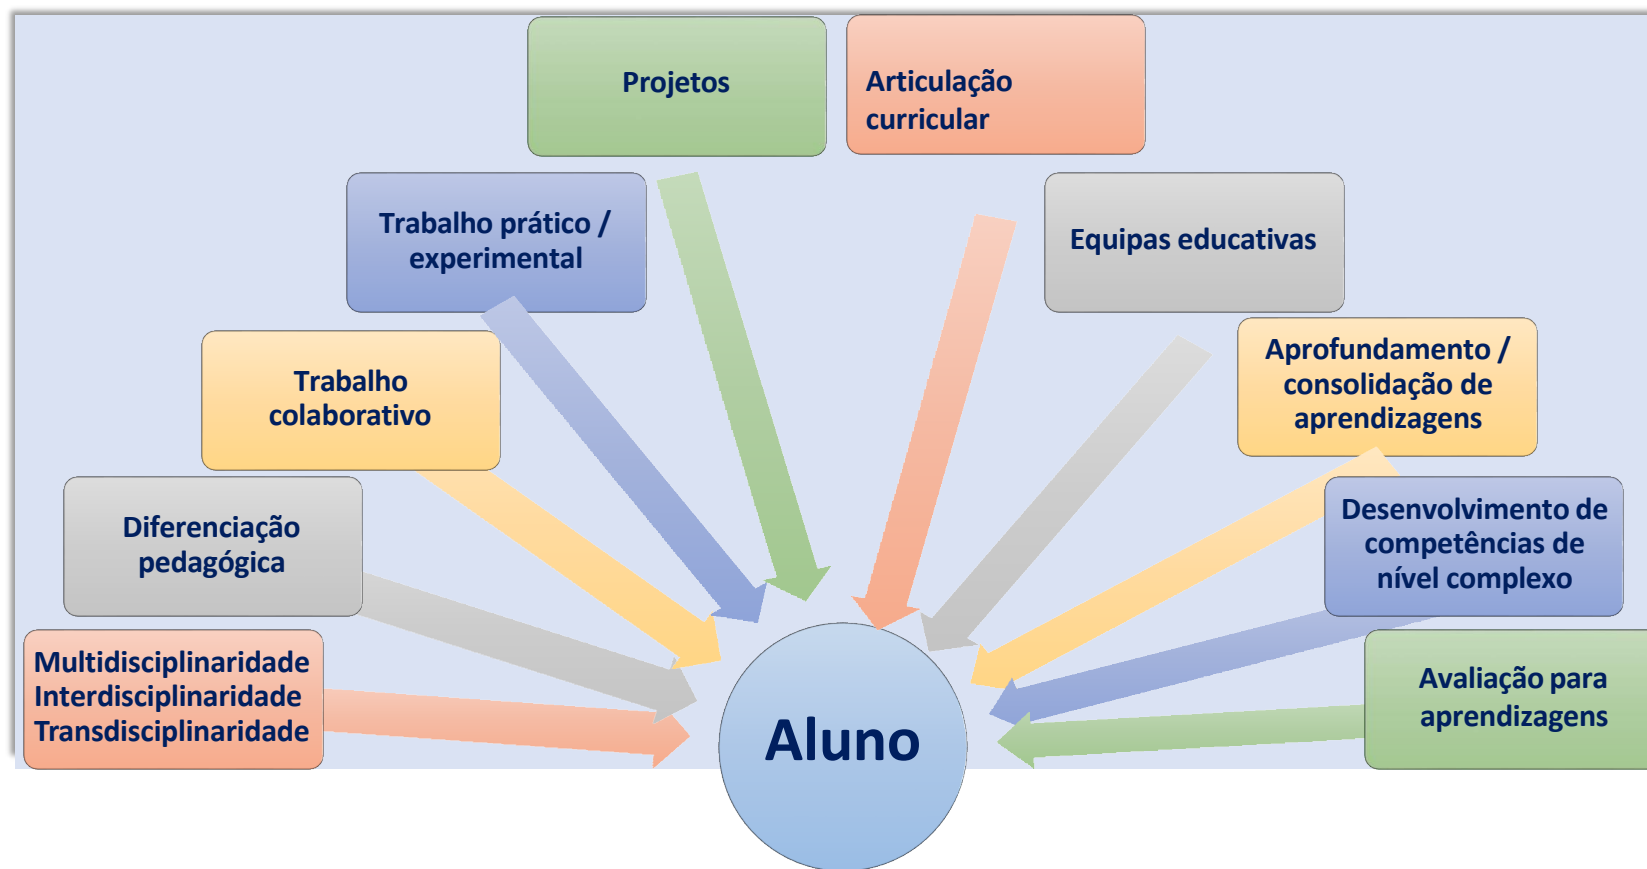 Projetos
Articulação
curricular
Trabalho prático /
experimental
Equipas educativas
Trabalho
colaborativo
Aprofundamento /
consolidação de
aprendizagens
Diferenciação
pedagógica
Desenvolvimento de
competências de
nível complexo
Multidisciplinaridade
Interdisciplinaridade
Transdisciplinaridade
Avaliação para
aprendizagens
Aluno